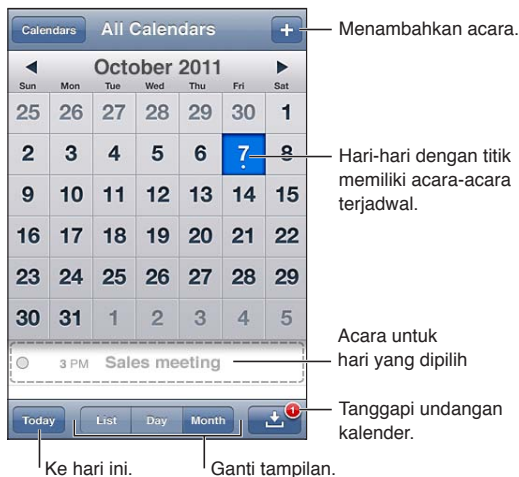 Calendars All Calendars +
Menambahkan acara.
October 2011
Sun Mon Tue Wed Thu Fri Sat
25 26 27 28 29 30 1
2 3 4 5 6 7 8
Hari-hari dengan titik
memiliki acara-acara
terjadwal.
9 10 11 12 13 14 15
16 17 18 19 20 21 22
23 24 25 26 27 28 29
30 31 1 2 3 4 5
3 PM Sales meeting
Acara untuk
hari yang dipilih
Today List Day Month 1
Tanggapi undangan
kalender.
Ke hari ini.
Ganti tampilan.